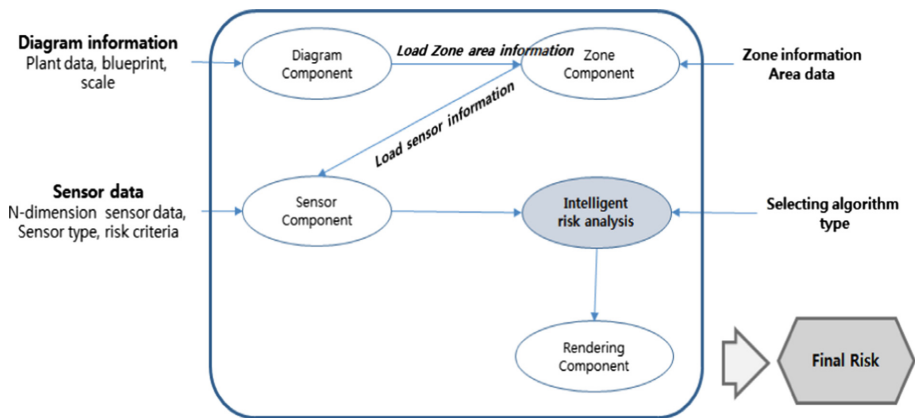 Diagram information
Plant data, blueprint,
scale
Diagram
Component
Load Zone area information
Zone
Component
Zone information
Area data
Load sensor information
Sensor data
N-dimension sensor data,
Sensor type, risk criteria
Sensor
Component
Intelligent
risk analysis
Selecting algorithm
type
Rendering
Component
Final Risk